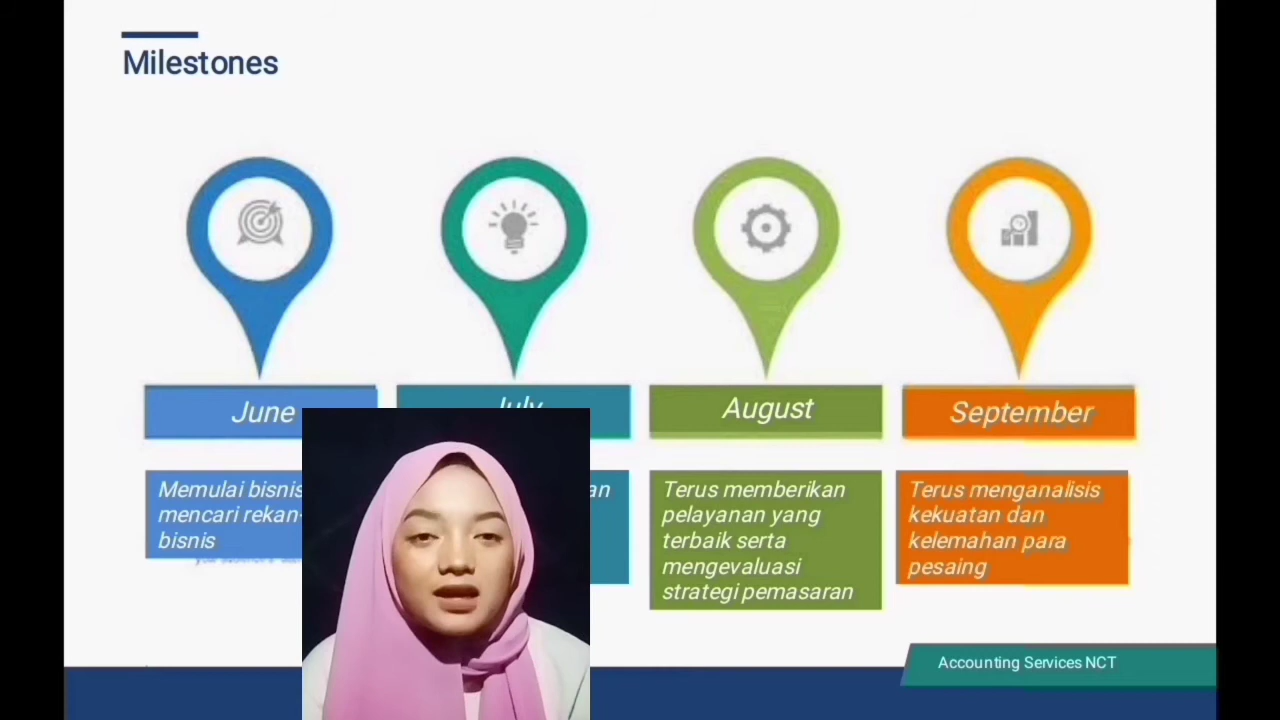 Milestones
June
July
August
September
Memulai bisnis
mencari rekan-
bisnis
an
Terus memberikan
pelayanan yang
terbaik serta
mengevaluasi
strategi pemasaran
Terus menganalisis
kekuatan dan
kelemahan para
pesaing
Accounting Services NCT